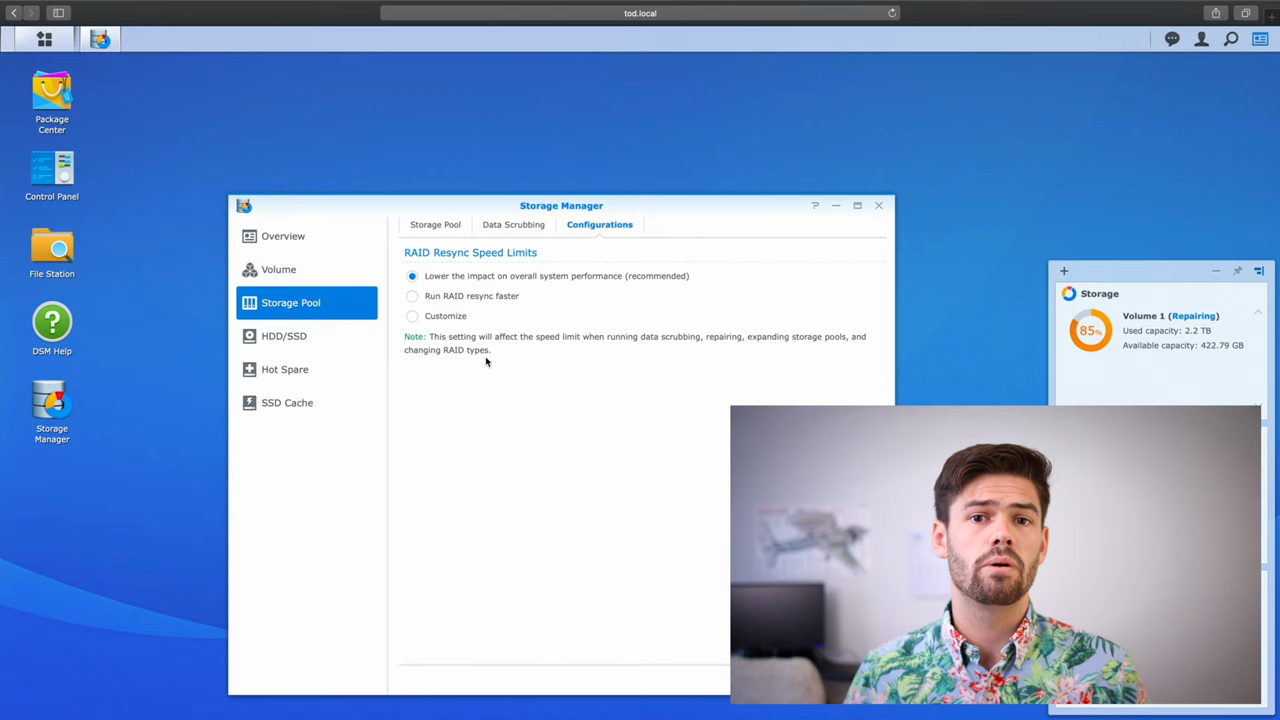 tod.local
Package
Center
Control Panel
File Station
DSM Help
Storage
Manager
Storage Manager
?
Overview
Volume
Storage Pool
HDD/SSD
Hot Spare
SSD Cache
Storage Pool
Data Scrubbing
Configurations
RAID Resync Speed Limits
Lower the impact on overall system performance (recommended)
Run RAID resync faster
Customize
Note: This setting will affect the speed limit when running data scrubbing, repairing, expanding storage pools, and
changing RAID types.
Storage
85%
Volume 1 (Repairing)
Used capacity: 2.2 TB
Available capacity: 422.79 GB